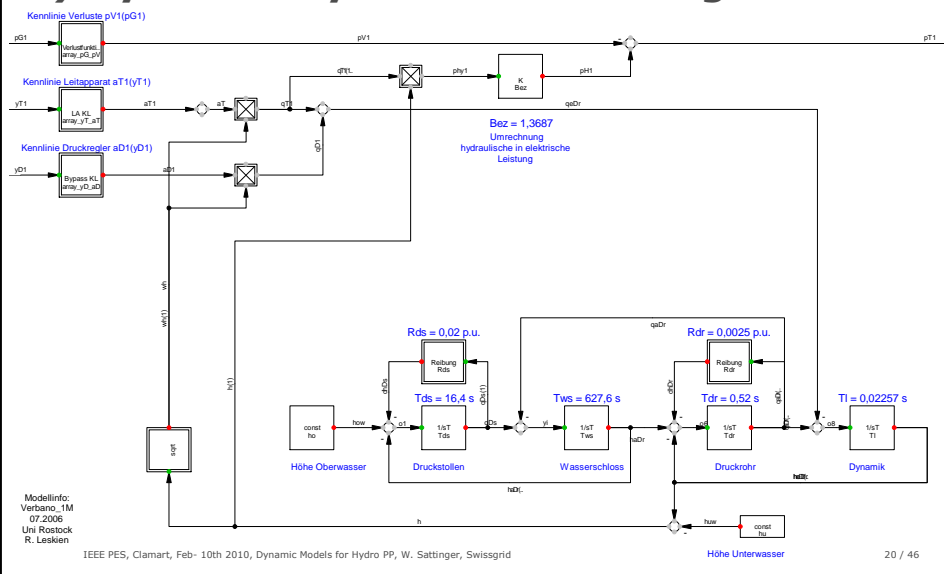 Kennlinie Verluste pV1(pG1)
pG1
Verlustfunkti..
array_pG_pV
pV1
pT1
Kennlinie Leitapparat aT1(yT1)
yT1
LA KL
array_yT_aT
aT1
aT
qT1
phy1
K
Bez
pH1
qeDr
Bez = 1,3687
Umrechnung
hydraulische in elektrische
Leistung
Kennlinie Druckregler aD1(yD1)
yD1
Bypass KL
array_yD_aD
aD1
qD1
wh
wh(1)
h(1)
qaDr
Rds = 0,02 p.u.
Rdr = 0,0025 p.u.
Reibung
Rds
Reibung
Rdr
dhDs
qDs(1)
dhDr
Tds = 16,4 s
Tws = 627,6 s
Tdr = 0,52 s
Tl = 0,02257 s
const
ho
how
o1
1/sT
Tds
qDs
yi
1/sT
Tws
haDr
1/sT
Tdr
o8
1/sT
Tl
Höhe Oberwasser
Druckstollen
Wasserschloss
Druckrohr
Dynamik
sqrt
haDr(..
h
huw
const
hu
Höhe Unterwasser
Modellinfo:
Verbano_1M
07.2006
Uni Rostock
R. Leskien
IEEE PES, Clamart, Feb- 10th 2010, Dynamic Models for Hydro PP, W. Sattinger, Swissgrid
20 / 46